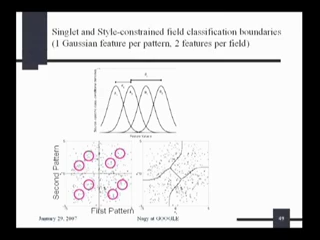 Singlet and Style-constrained field classification boundaries
(1 Gaussian feature per pattern, 2 features per field)
Second Pattern
First Pattern
January 29, 2007
Nagy at GOOGLE
49